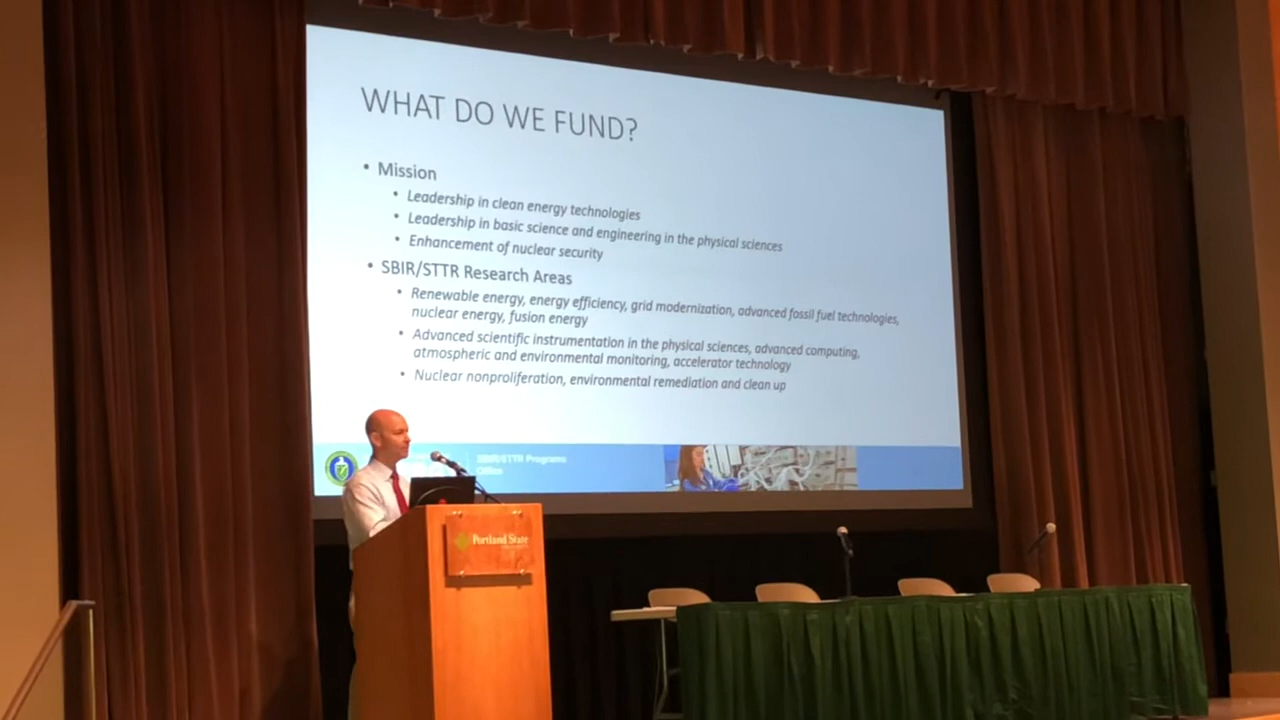 WHAT DO WE FUND?
• Mission
• Leadership in clean energy technologies
• Leadership in basic science and engineering in the physical sciences
• Enhancement of nuclear security
• SBIR/STTR Research Areas
• Renewable energy, energy efficiency, grid modernization, advanced fossil fuel technologies,
nuclear energy, fusion energy
• Advanced scientific instrumentation in the physical sciences, advanced computing,
atmospheric and environmental monitoring, accelerator technology
• Nuclear nonproliferation, environmental remediation and clean up
SBIR/STTR Programs
Office
Portland State